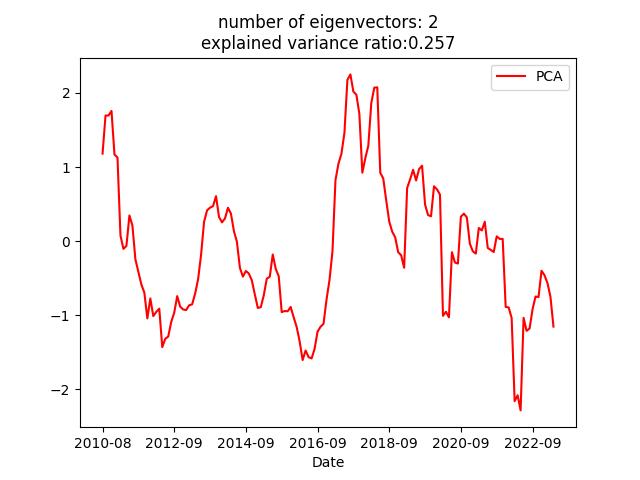 number of eigenvectors: 2
explained variance ratio:0.257
PCA
2
1
0
−1
−2
2010-08 2012-09 2014-09 2016-09 2018-09 2020-09 2022-09
Date